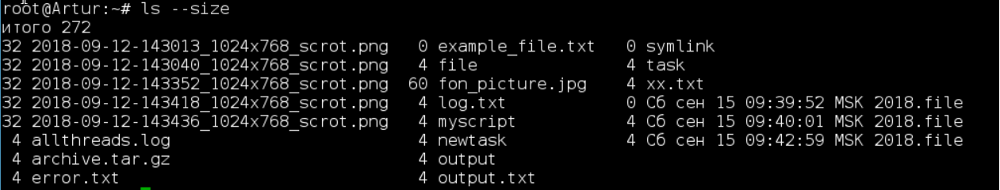 root@Artur:~# ls --size
итого 272
32 2018-09-12-143013_1024x768_scrot.png 0 example_file.txt 0 symlink
32 2018-09-12-143040_1024x768_scrot.png 4 file 4 task
32 2018-09-12-143352_1024x768_scrot.png 60 fon_picture.jpg 4 xx.txt
32 2018-09-12-143418_1024x768_scrot.png 4 log.txt 0 Сб сен 15 09:39:52 MSK 2018.file
32 2018-09-12-143436_1024x768_scrot.png 4 myscript 4 Сб сен 15 09:40:01 MSK 2018.file
4 allthreads.log 4 newtask 4 Сб сен 15 09:42:59 MSK 2018.file
4 archive.tar.gz 4 output
4 error.txt 4 output.txt